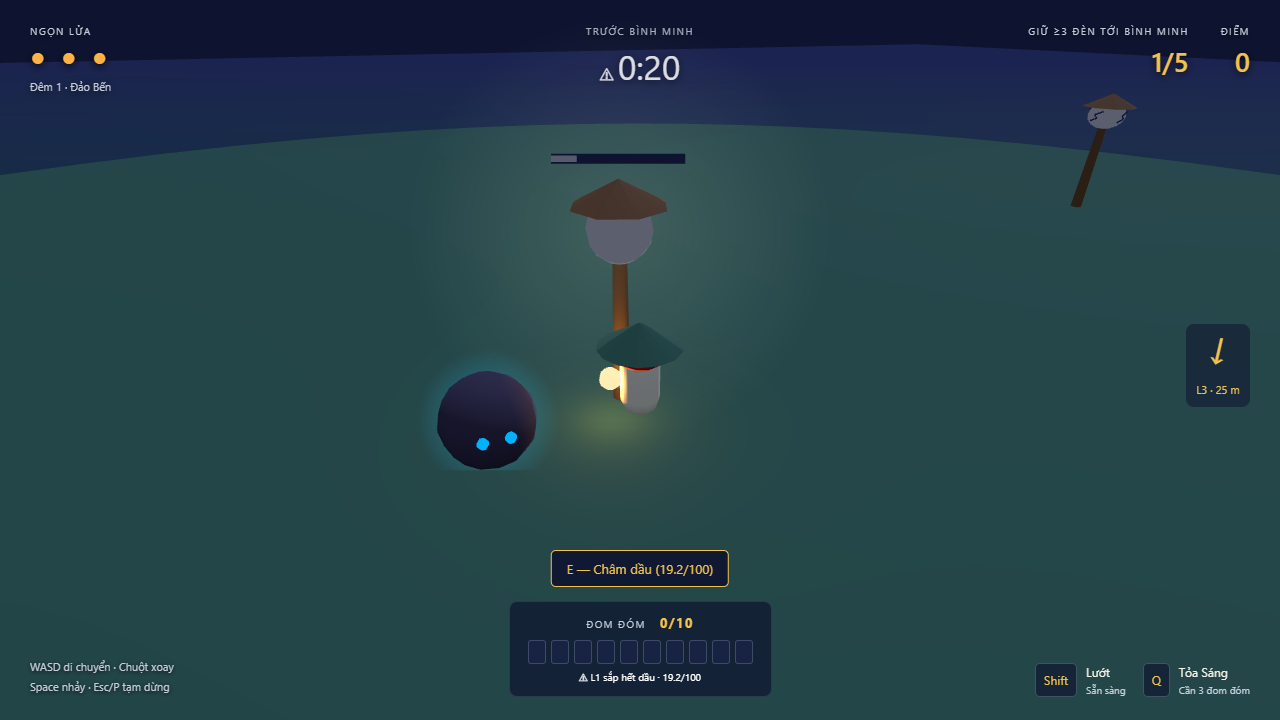 NGỌN LỬA
Đêm 1 · Đảo Bến
TRƯỚC BÌNH MINH
⚠ 0:20
GIỮ ≥3 ĐÈN TỚI BÌNH MINH
1/5
ĐIỂM
0
L3 · 25 m
E — Châm dầu (19.2/100)
ĐOM ĐÓM 0/10
⚠ L1 sắp hết dầu · 19.2/100
WASD di chuyển · Chuột xoay
Space nhảy · Esc/P tạm dừng
Shift
Lướt
Sẵn sàng
Q
Tỏa Sáng
Cần 3 đom đóm